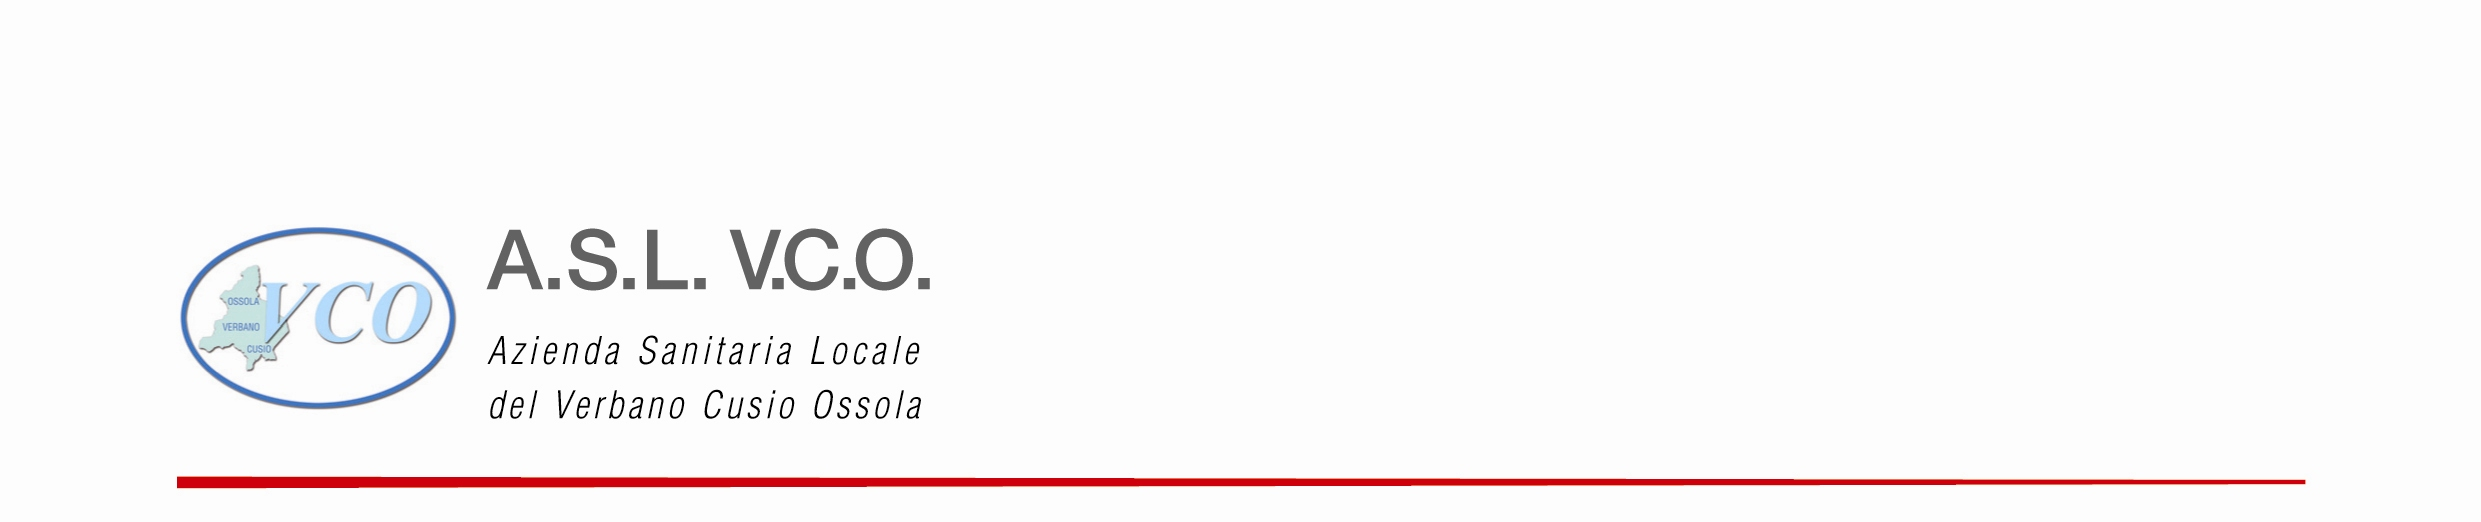 A.S.L. V.C.O.
OSSOLA
VERBANO
CUSIO
VCO
Azienda Sanitaria Locale
del Verbano Cusio Ossola